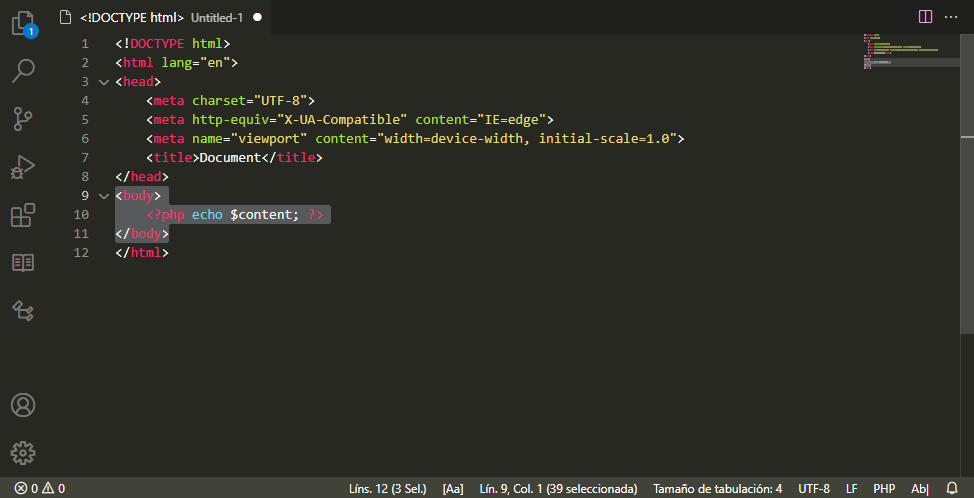 <!DOCTYPE html> Untitled-1
1
1 <!DOCTYPE html>
2 <html lang="en">
3 <head>
4 <meta charset="UTF-8">
5 <meta http-equiv="X-UA-Compatible" content="IE=edge">
6 <meta name="viewport" content="width=device-width, initial-scale=1.0">
7 <title>Document</title>
8 </head>
9 <body>
10 <?php echo $content; ?>
11 </body>
12 </html>
0 0 Líns. 12 (3 Sel.) [Aa] Lín. 9, Col. 1 (39 seleccionada) Tamaño de tabulación: 4 UTF-8 LF PHP Ab|